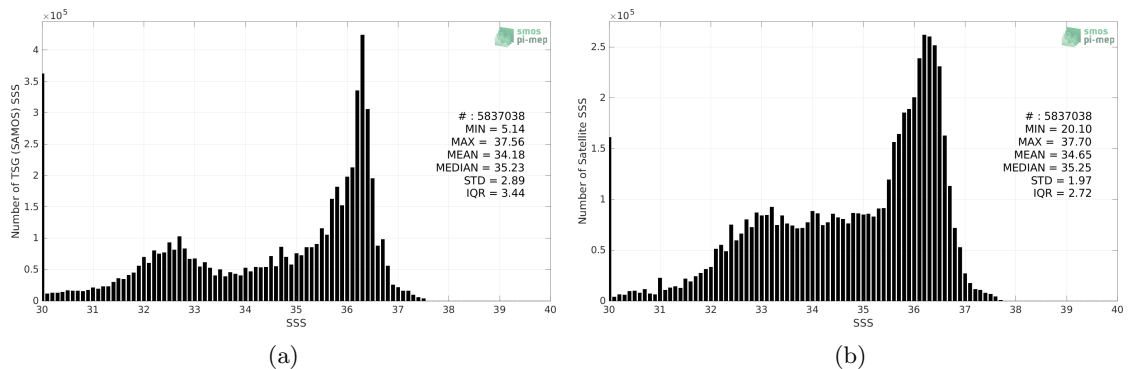 ×10⁵
smos
pi-mep
4
3.5
3
2.5
2
1.5
1
0.5
0
Number of TSG (SAMOS) SSS
# : 5837038
MIN = 5.14
MAX = 37.56
MEAN = 34.18
MEDIAN = 35.23
STD = 2.89
IQR = 3.44
30 31 32 33 34 35 36 37 38 39 40
SSS
(a)
×10⁵
smos
pi-mep
2.5
2
1.5
1
0.5
0
Number of Satellite SSS
# : 5837038
MIN = 20.10
MAX = 37.70
MEAN = 34.65
MEDIAN = 35.25
STD = 1.97
IQR = 2.72
30 31 32 33 34 35 36 37 38 39 40
SSS
(b)